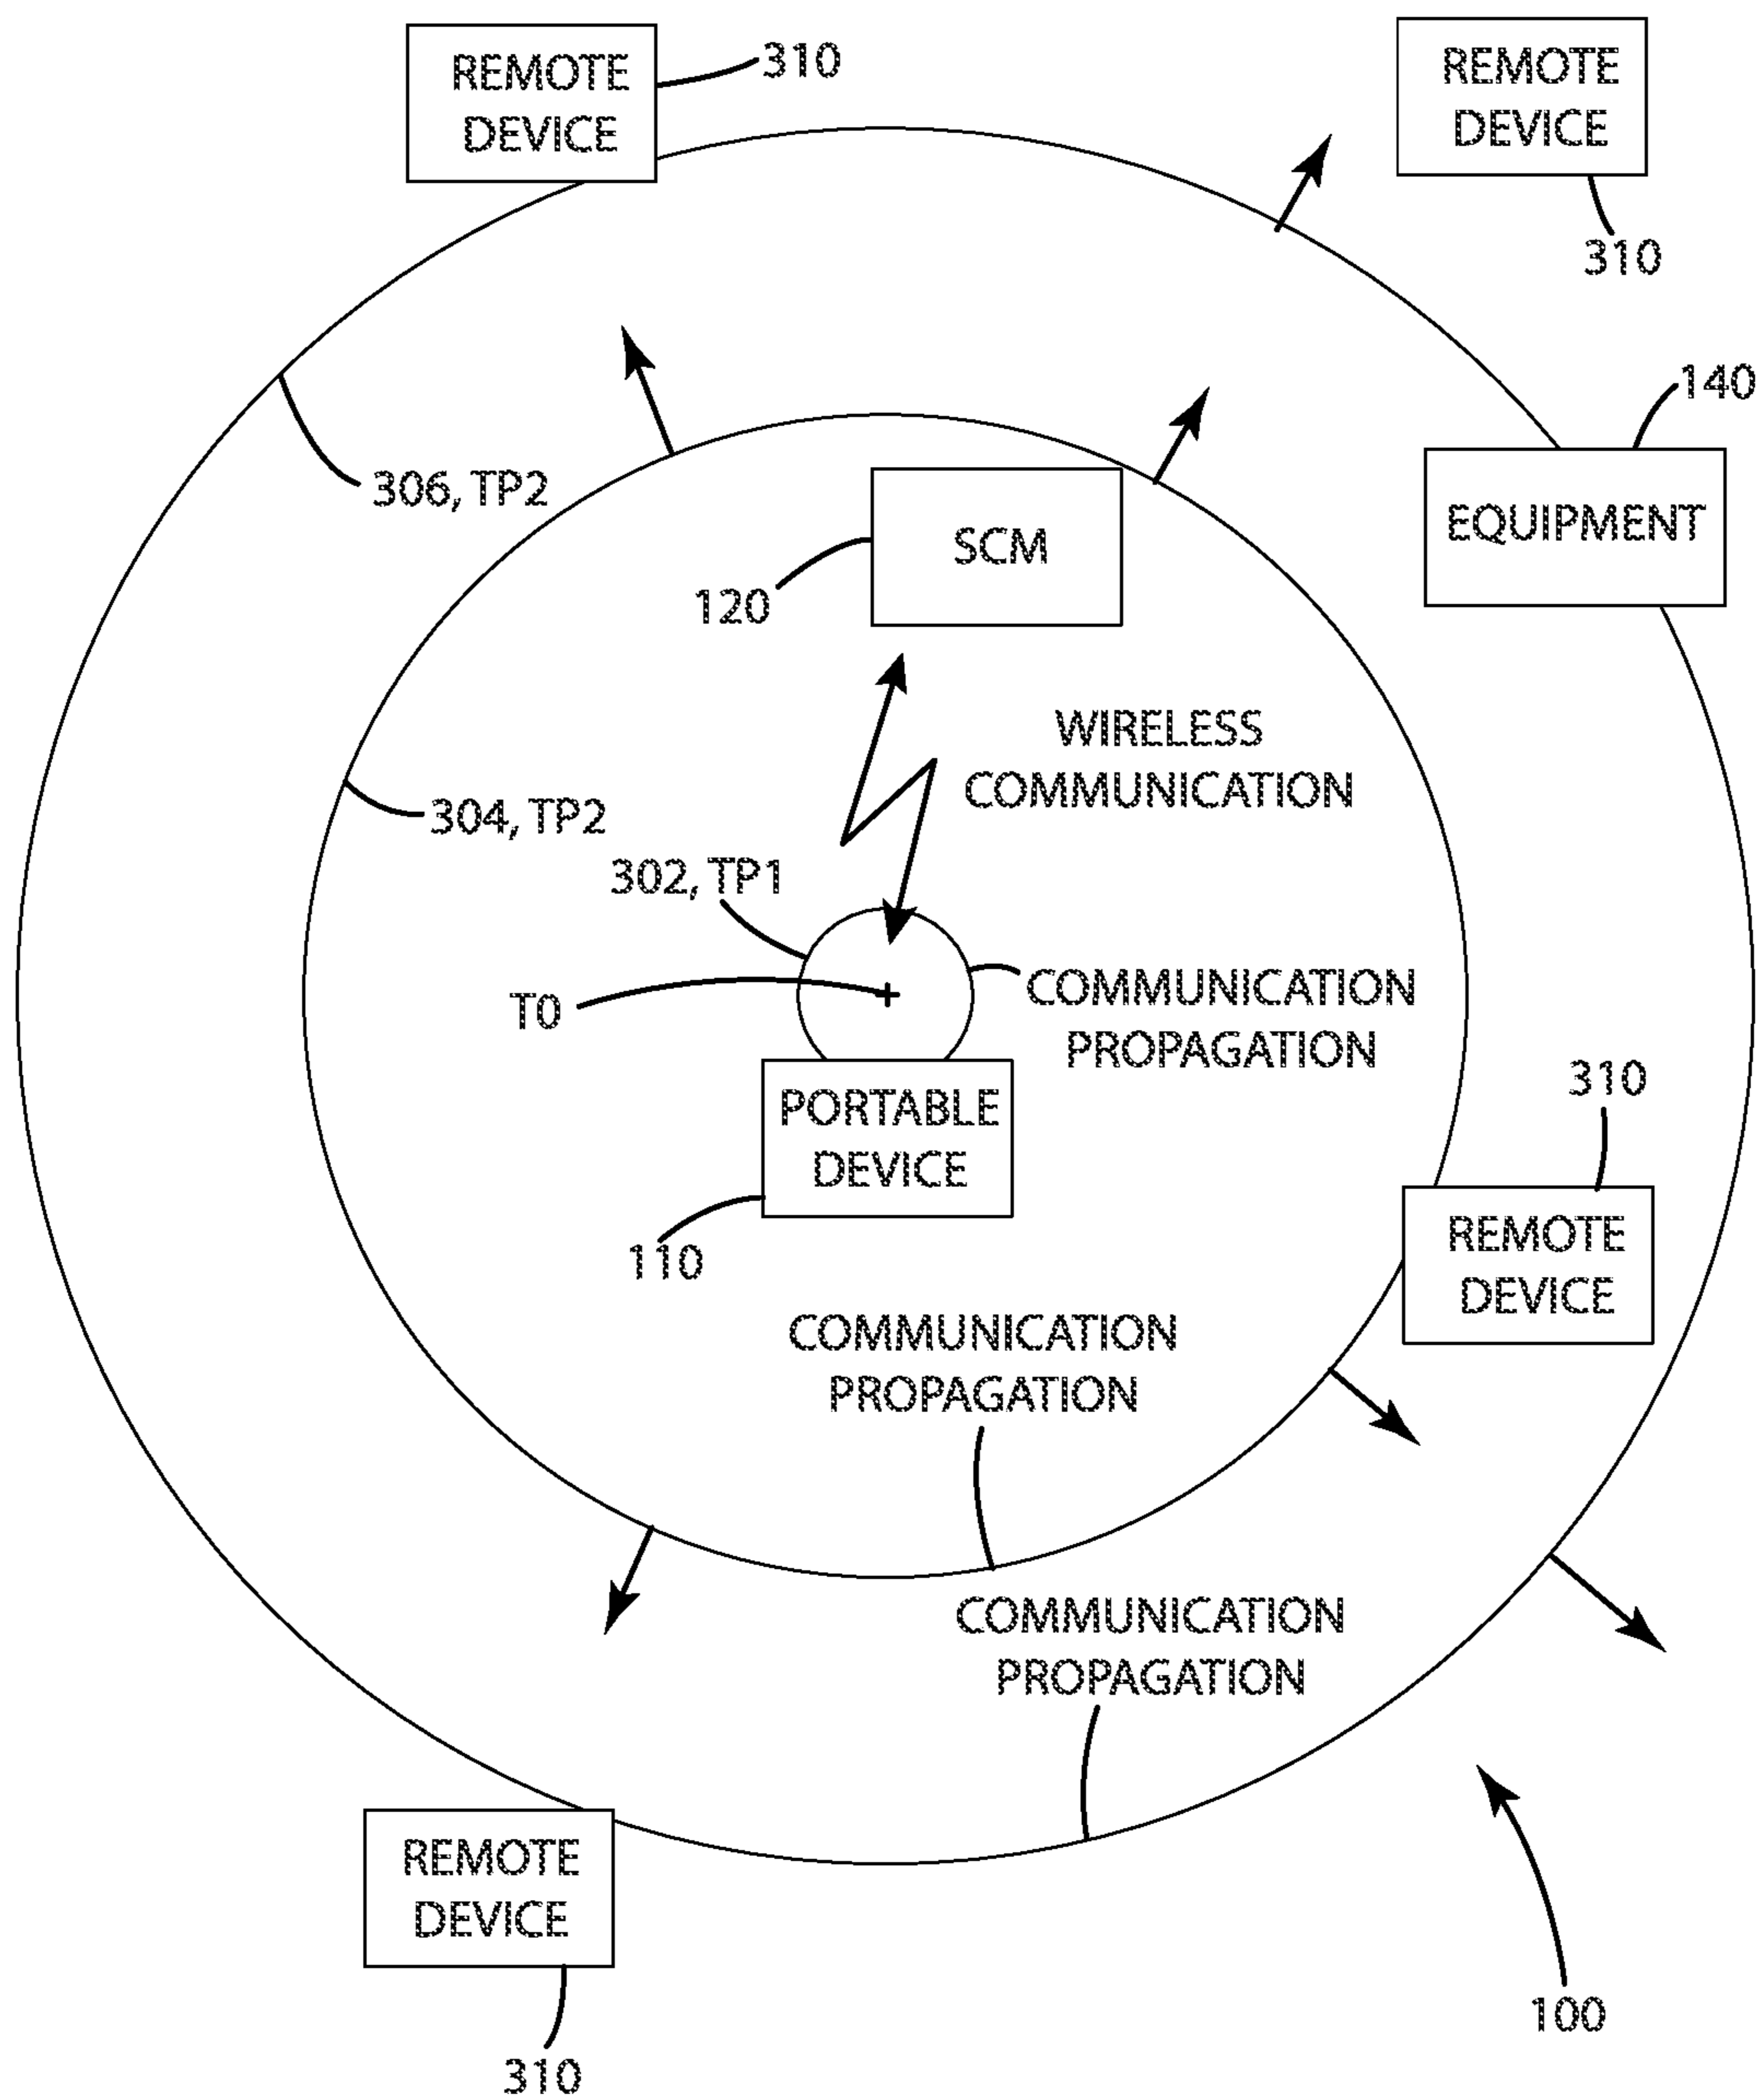 REMOTE
DEVICE
310
REMOTE
DEVICE
310
140
EQUIPMENT
306, TP2
SCM
120
WIRELESS
COMMUNICATION
304, TP2
302, TP1
T0
COMMUNICATION
PROPAGATION
PORTABLE
DEVICE
110
310
REMOTE
DEVICE
COMMUNICATION
PROPAGATION
COMMUNICATION
PROPAGATION
REMOTE
DEVICE
310
100